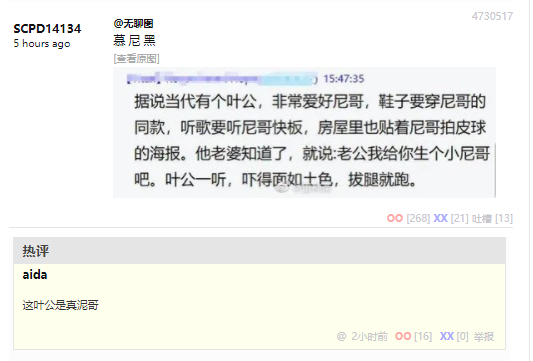 4730517
SCPD14134
5 hours ago
@无聊图
慕 尼 黑
[查看原图]
15:47:35
据说当代有个叶公，非常爱好尼哥，鞋子要穿尼哥的
同款，听歌要听尼哥快板，房屋里也贴着尼哥拍皮球
的海报。他老婆知道了，就说:老公我给你生个小尼哥
吧。叶公一听，吓得面如土色，拔腿就跑。
OO [268] XX [21] 吐槽 [13]
热评
aida
这叶公是真泥哥
@ 2小时前 OO [16] XX [0] 举报